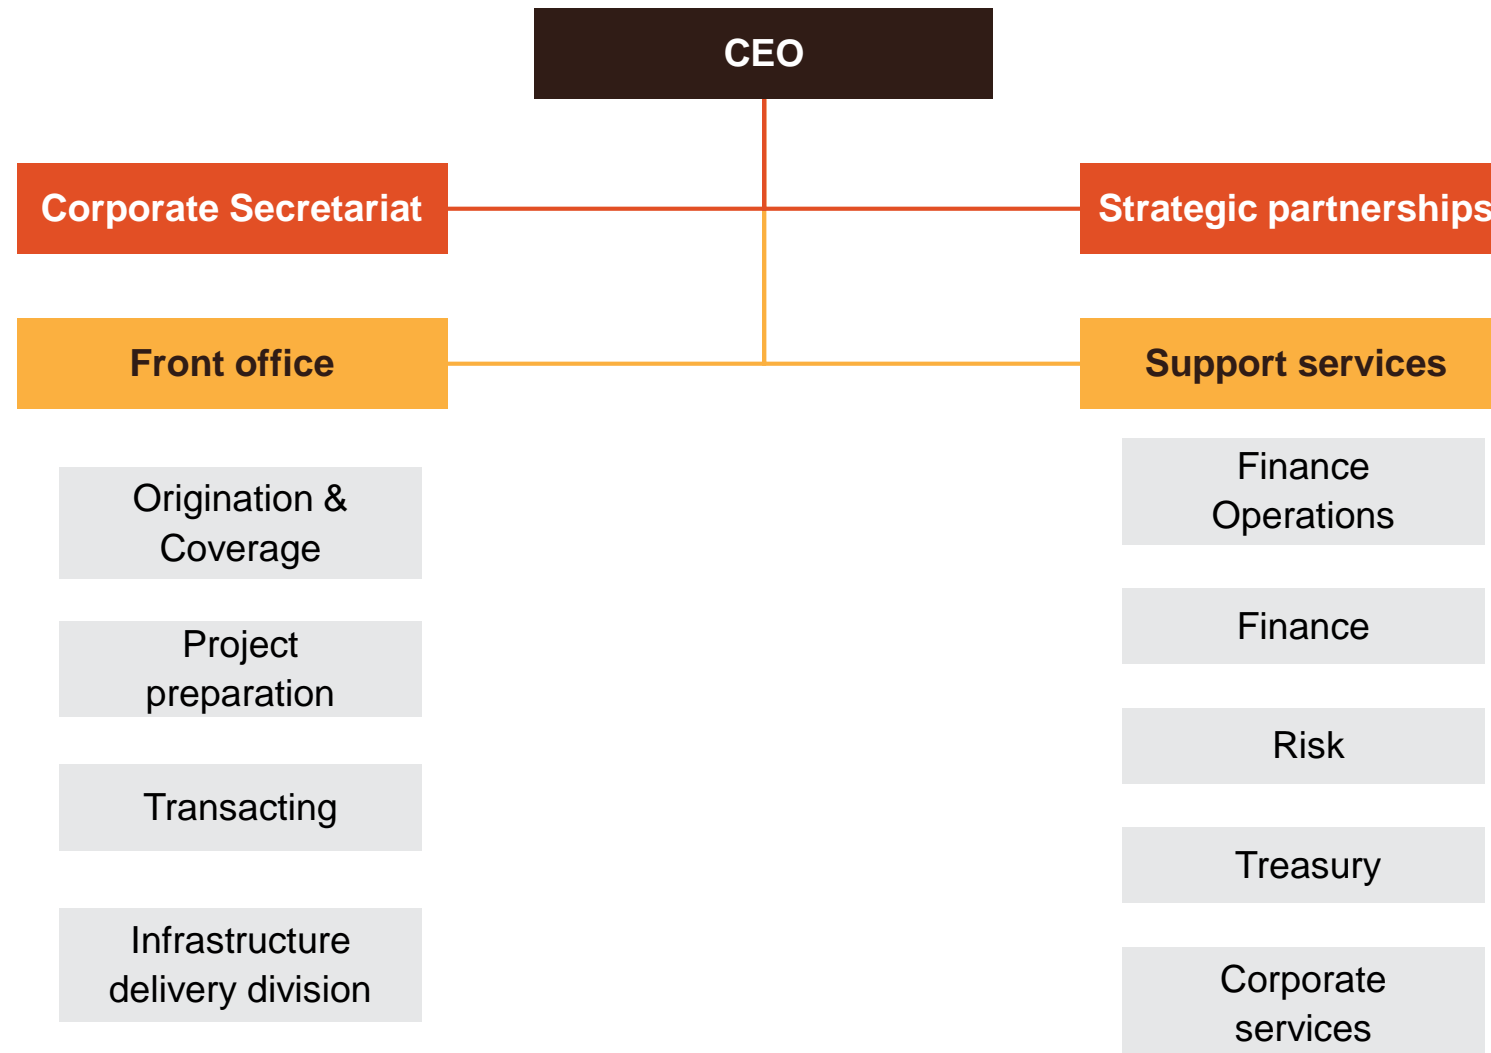 CEO
Corporate Secretariat
Strategic partnerships
Front office
Support services
Origination &
Coverage
Project
preparation
Transacting
Infrastructure
delivery division
Finance
Operations
Finance
Risk
Treasury
Corporate
services